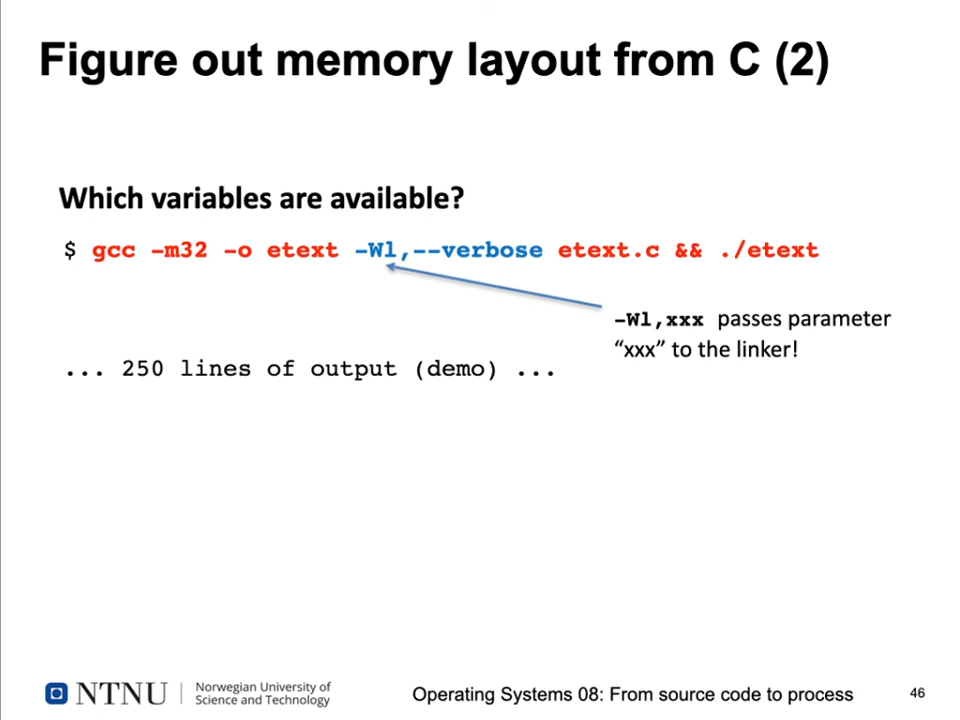 Figure out memory layout from C (2)
Which variables are available?
$ gcc -m32 -o etext -Wl,--verbose etext.c && ./etext
-Wl,xxx passes parameter
“xxx” to the linker!
... 250 lines of output (demo) ...
NTNU
Norwegian University of
Science and Technology
Operating Systems 08: From source code to process
46